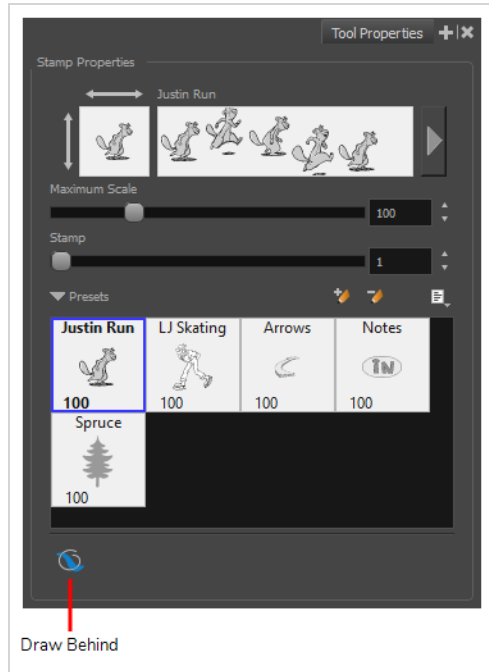 Tool Properties
Stamp Properties
Justin Run
Maximum Scale
100
Stamp
1
Presets
Justin Run
100
LJ Skating
100
Arrows
100
Notes
IN
100
Spruce
100
Draw Behind